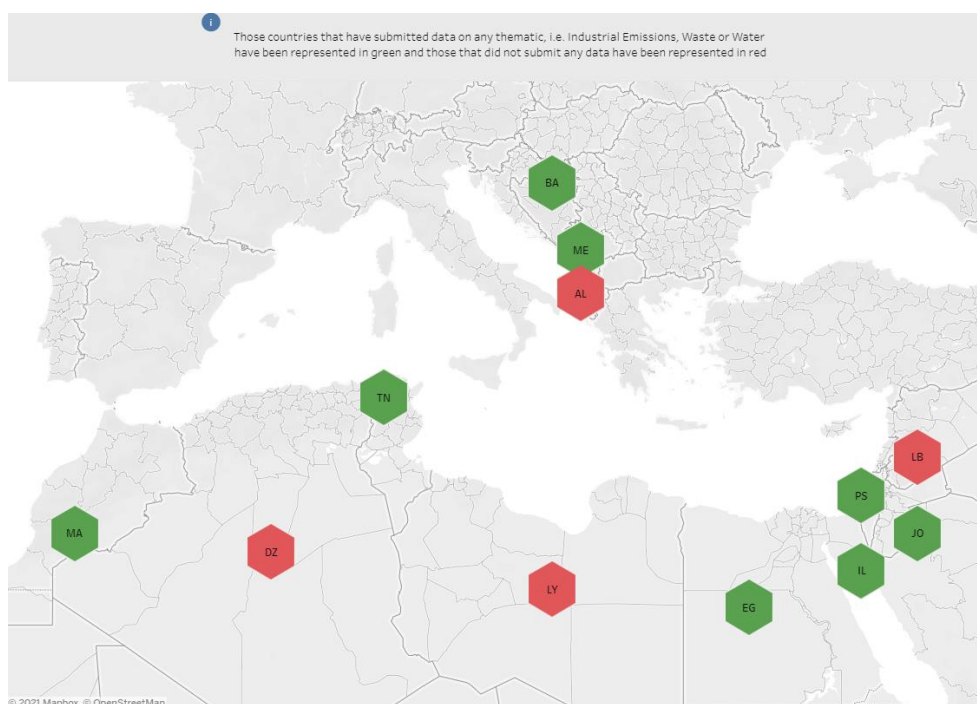 i
Those countries that have submitted data on any thematic, i.e. Industrial Emissions, Waste or Water
have been represented in green and those that did not submit any data have been represented in red
BA
ME
AL
TN
LB
PS
MA
JO
DZ
IL
LY
EG
© 2021 Mapbox © OpenStreetMap